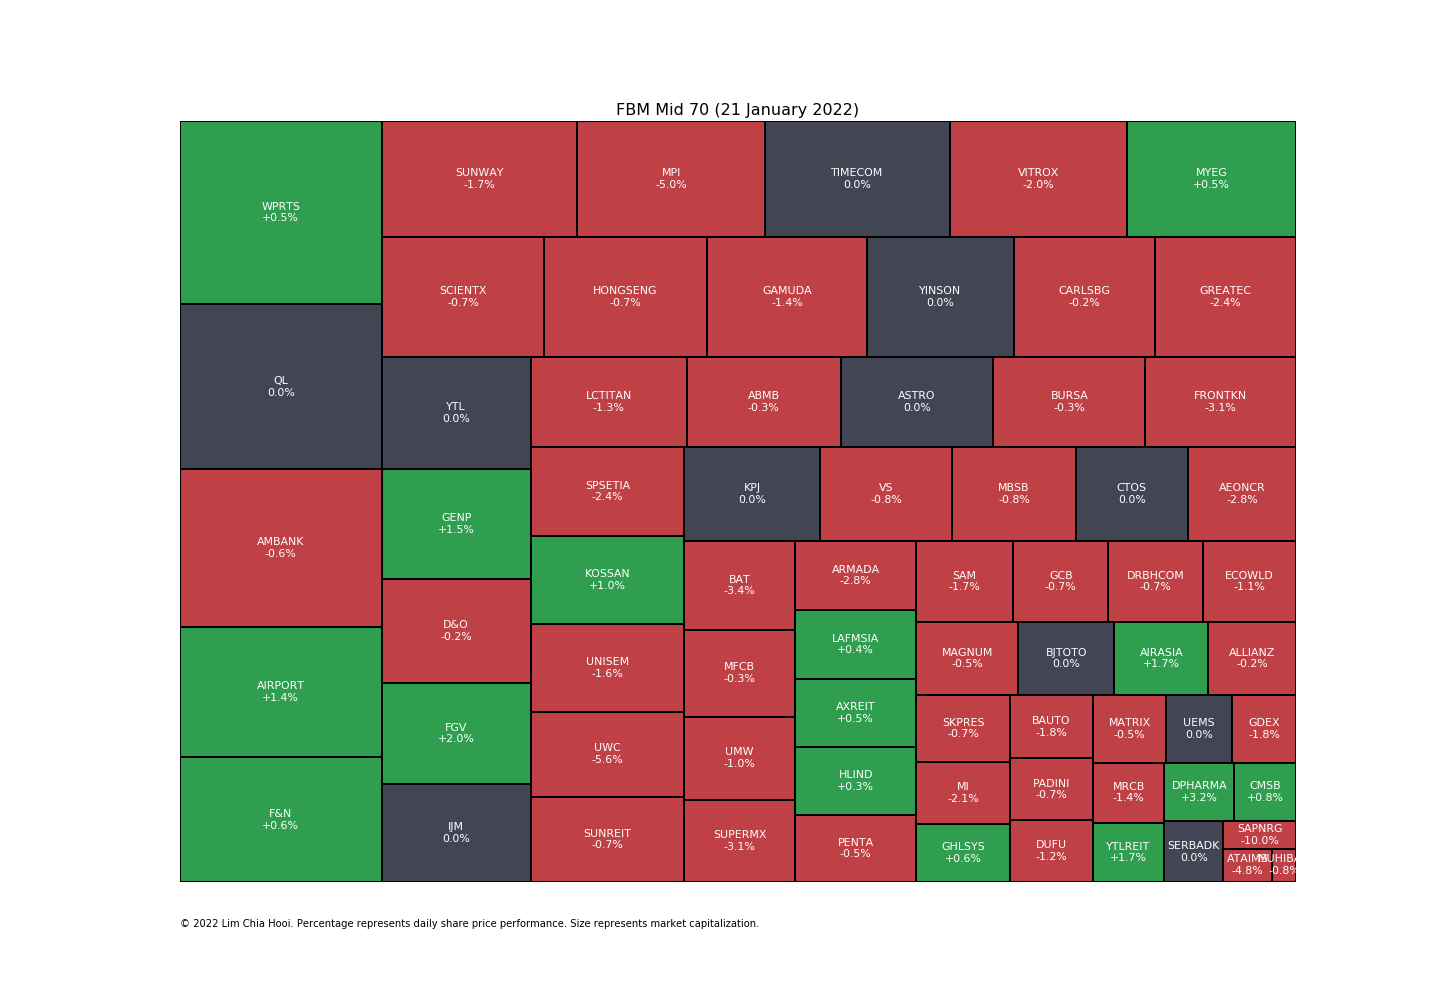 FBM Mid 70 (21 January 2022)
WPRTS
+0.5%
QL
0.0%
AMBANK
-0.6%
AIRPORT
+1.4%
F&N
+0.6%
SUNWAY
-1.7%
MPI
-5.0%
TIMECOM
0.0%
VITROX
-2.0%
MYEG
+0.5%
SCIENTX
-0.7%
HONGSENG
-0.7%
GAMUDA
-1.4%
YINSON
0.0%
CARLSBG
-0.2%
GREATEC
-2.4%
YTL
0.0%
GENP
+1.5%
D&O
-0.2%
FGV
+2.0%
IJM
0.0%
LCTITAN
-1.3%
ABMB
-0.3%
ASTRO
0.0%
BURSA
-0.3%
FRONTKN
-3.1%
SPSETIA
-2.4%
KOSSAN
+1.0%
UNISEM
-1.6%
UWC
-5.6%
SUNREIT
-0.7%
KPJ
0.0%
VS
-0.8%
MBSB
-0.8%
CTOS
0.0%
AEONCR
-2.8%
BAT
-3.4%
MFCB
-0.3%
UMW
-1.0%
SUPERMX
-3.1%
ARMADA
-2.8%
LAFMSIA
+0.4%
AXREIT
+0.5%
HLIND
+0.3%
PENTA
-0.5%
SAM
-1.7%
GCB
-0.7%
DRBHCOM
-0.7%
ECOWLD
-1.1%
MAGNUM
-0.5%
BJTOTO
0.0%
AIRASIA
+1.7%
ALLIANZ
-0.2%
SKPRES
-0.7%
MI
-2.1%
GHLSYS
+0.6%
BAUTO
-1.8%
PADINI
-0.7%
DUFU
-1.2%
MATRIX
-0.5%
UEMS
0.0%
GDEX
-1.8%
MRCB
-1.4%
YTLREIT
+1.7%
DPHARMA
+3.2%
CMSB
+0.8%
SERBADK
0.0%
SAPNRG
-10.0%
-4.8%
-0.8%
© 2022 Lim Chia Hooi. Percentage represents daily share price performance. Size represents market capitalization.